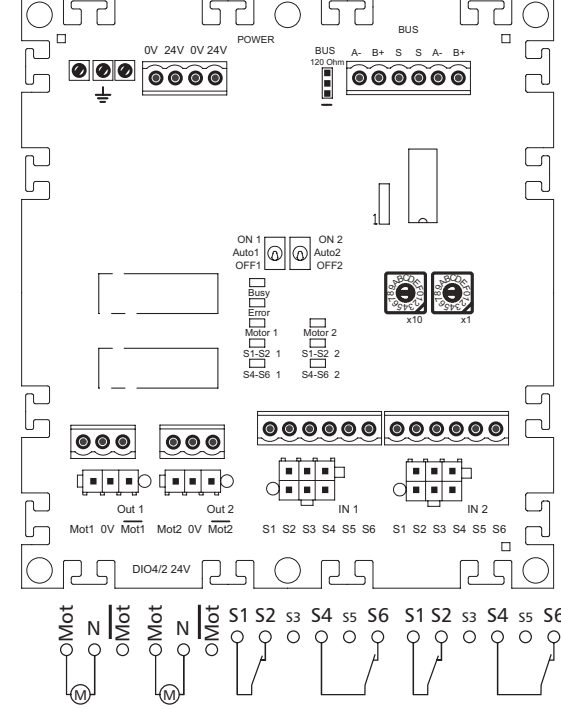 POWER
BUS
0V 24V 0V 24V
BUS
120 Ohm
A- B+ S S A- B+
1
ON 1 ON 2
Auto1 Auto2
OFF1 OFF2
Busy
Error
Motor 1 Motor 2
S1-S2 1 S1-S2 2
S4-S6 1 S4-S6 2
0123456789ABCDEF 0123456789ABCDEF
x10 x1
Out 1 Out 2 IN 1 IN 2
Mot1 0V Mot1 Mot2 0V Mot2 S1 S2 S3 S4 S5 S6 S1 S2 S3 S4 S5 S6
DIO4/2 24V
Mot N Mot Mot N Mot S1 S2 S3 S4 S5 S6 S1 S2 S3 S4 S5 S6
M M